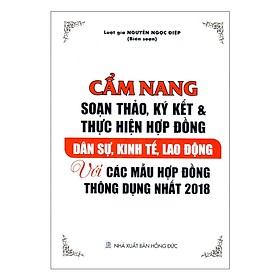 Luật gia NGUYỄN NGỌC ĐIỆP
(Biên soạn)
CẨM NANG
SOẠN THẢO, KÝ KẾT &
THỰC HIỆN HỢP ĐỒNG
DÂN SỰ, KINH TẾ, LAO ĐỘNG
Với CÁC MẪU HỢP ĐỒNG
THÔNG DỤNG NHẤT 2018
NHÀ XUẤT BẢN HỒNG ĐỨC